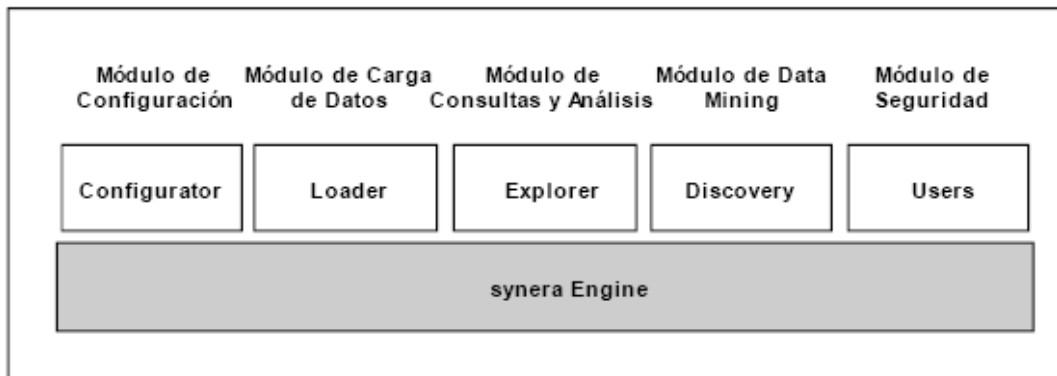 Módulo de
Configuración
Módulo de Carga
de Datos
Módulo de
Consultas y Análisis
Módulo de Data
Mining
Módulo de
Seguridad
Configurator
Loader
Explorer
Discovery
Users
synera Engine